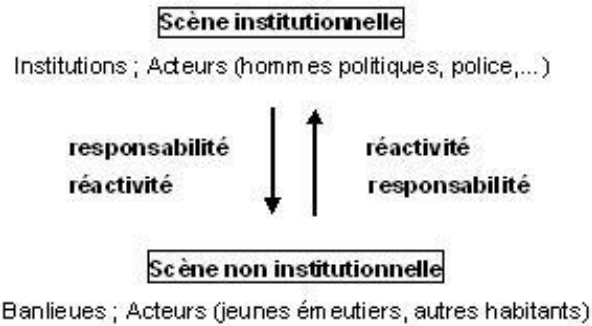 Scène institutionnelle
Institutions ; Acteurs (hommes politiques, police,...)
responsabilité réactivité
réactivité responsabilité
Scène non institutionnelle
Banlieues ; Acteurs (jeunes émeutiers, autres habitants)